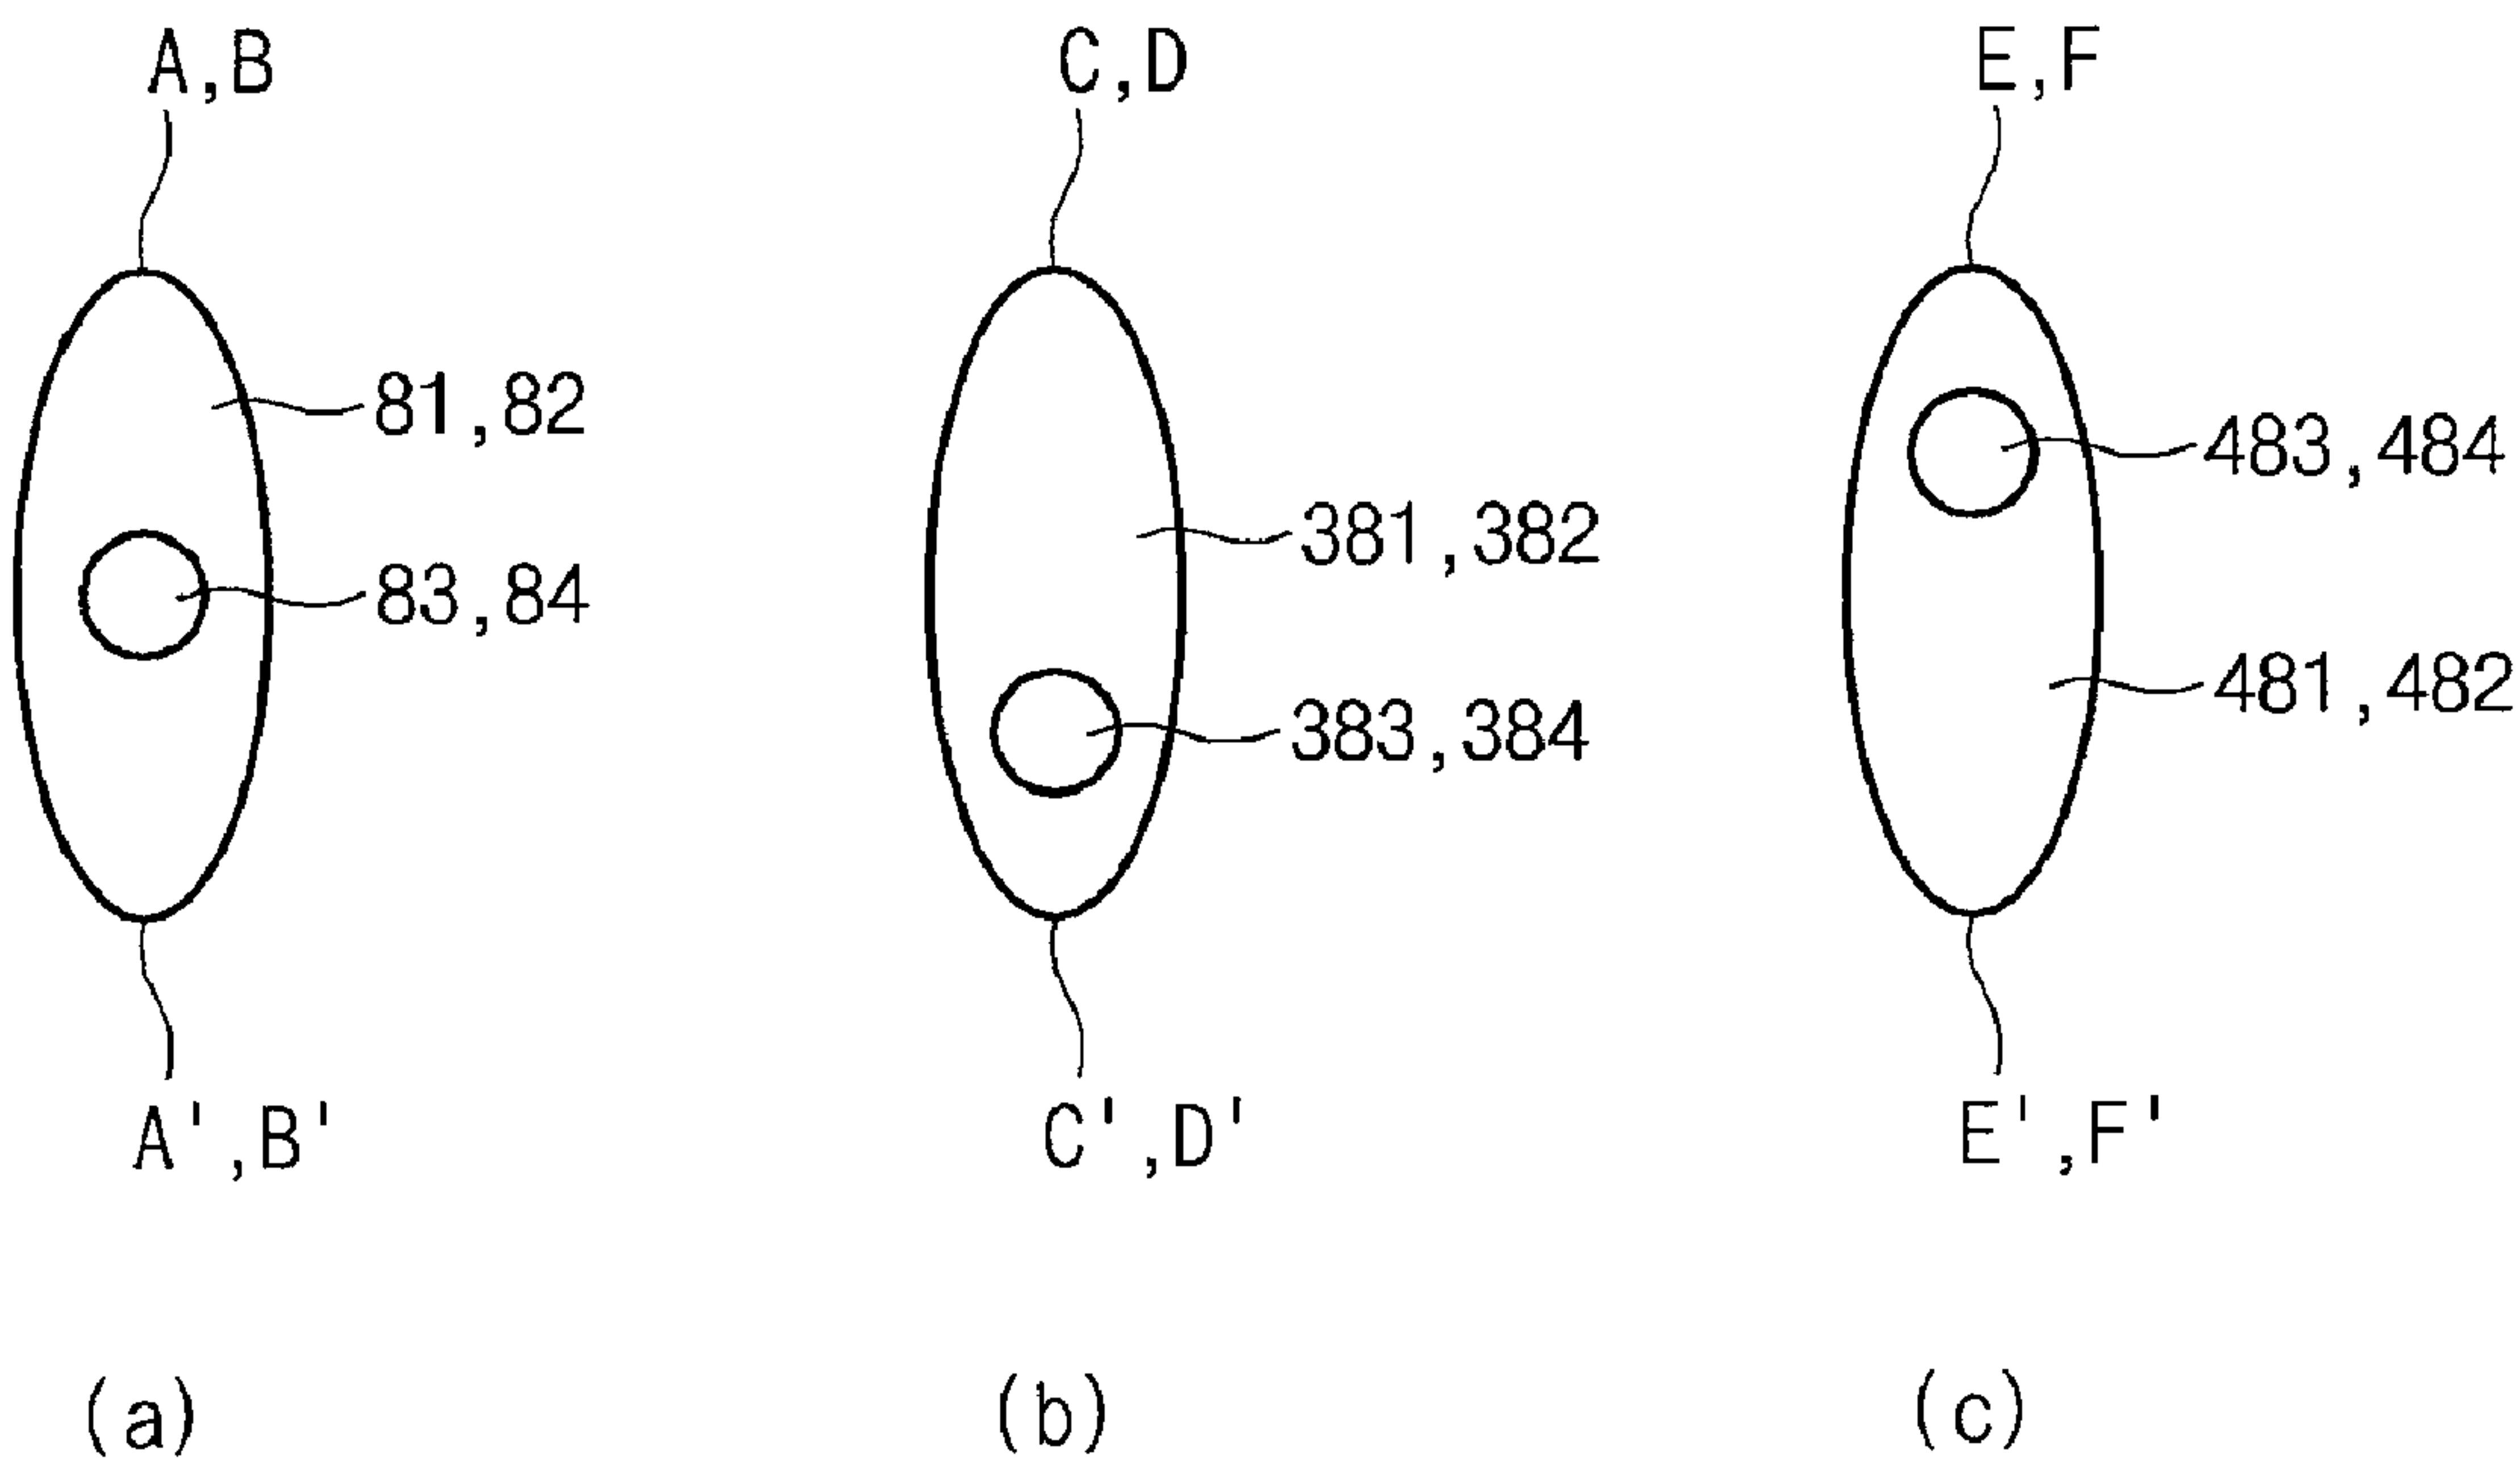 A,B
C,D
E,F
81,82
83,84
381,382
383,384
483,484
481,482
A',B'
C',D'
E',F'
(a)
(b)
(c)